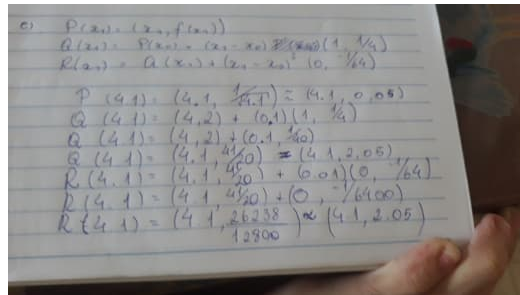 c) P(x₁) = (x₁, f(x₁))
Q(x₁) = P(x₀) + (x₁ - x₀) (1, 1/4)
R(x₁) = Q(x₁) + (x₁ - x₀)² (0, -1/64)
P(4.1) = (4.1, 1/√4.1) ≈ (4.1, 0,05)
Q(4.1) = (4,2) + (0.1)(1, 1/4)
Q(4.1) = (4,2) + (0.1, 1/40)
Q(4.1) = (4.1, 41/20) ≈ (4.1, 2,05)
R(4.1) = (4.1, 41/20) + (0.01)(0, -1/64)
R(4.1) = (4.1, 41/20) + (0, -1/6400)
R(4.1) = (4.1, 26238/12800) ≈ (4.1, 2.05)